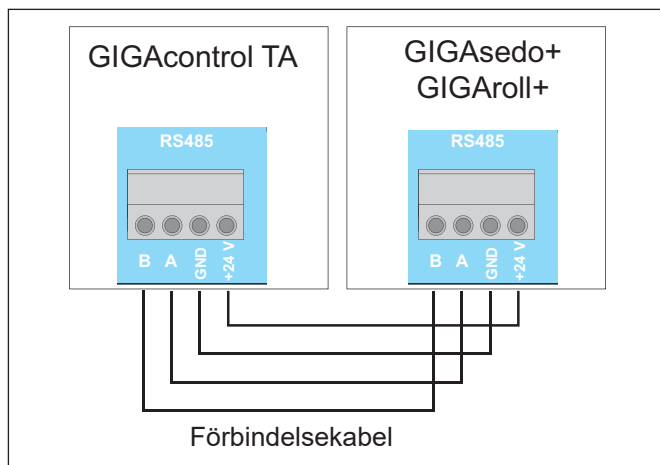 GIGAcontrol TA
GIGAsedo+
GIGAroll+
RS485
B A GND +24 V
RS485
B A GND +24 V
Förbindelsekabel